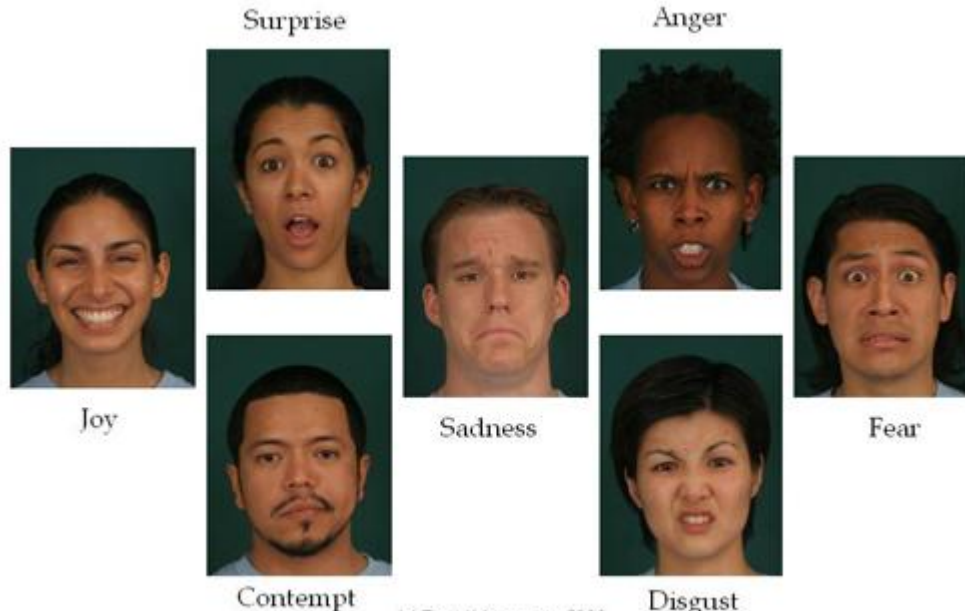 Surprise
Anger
Joy
Sadness
Fear
Contempt
Disgust